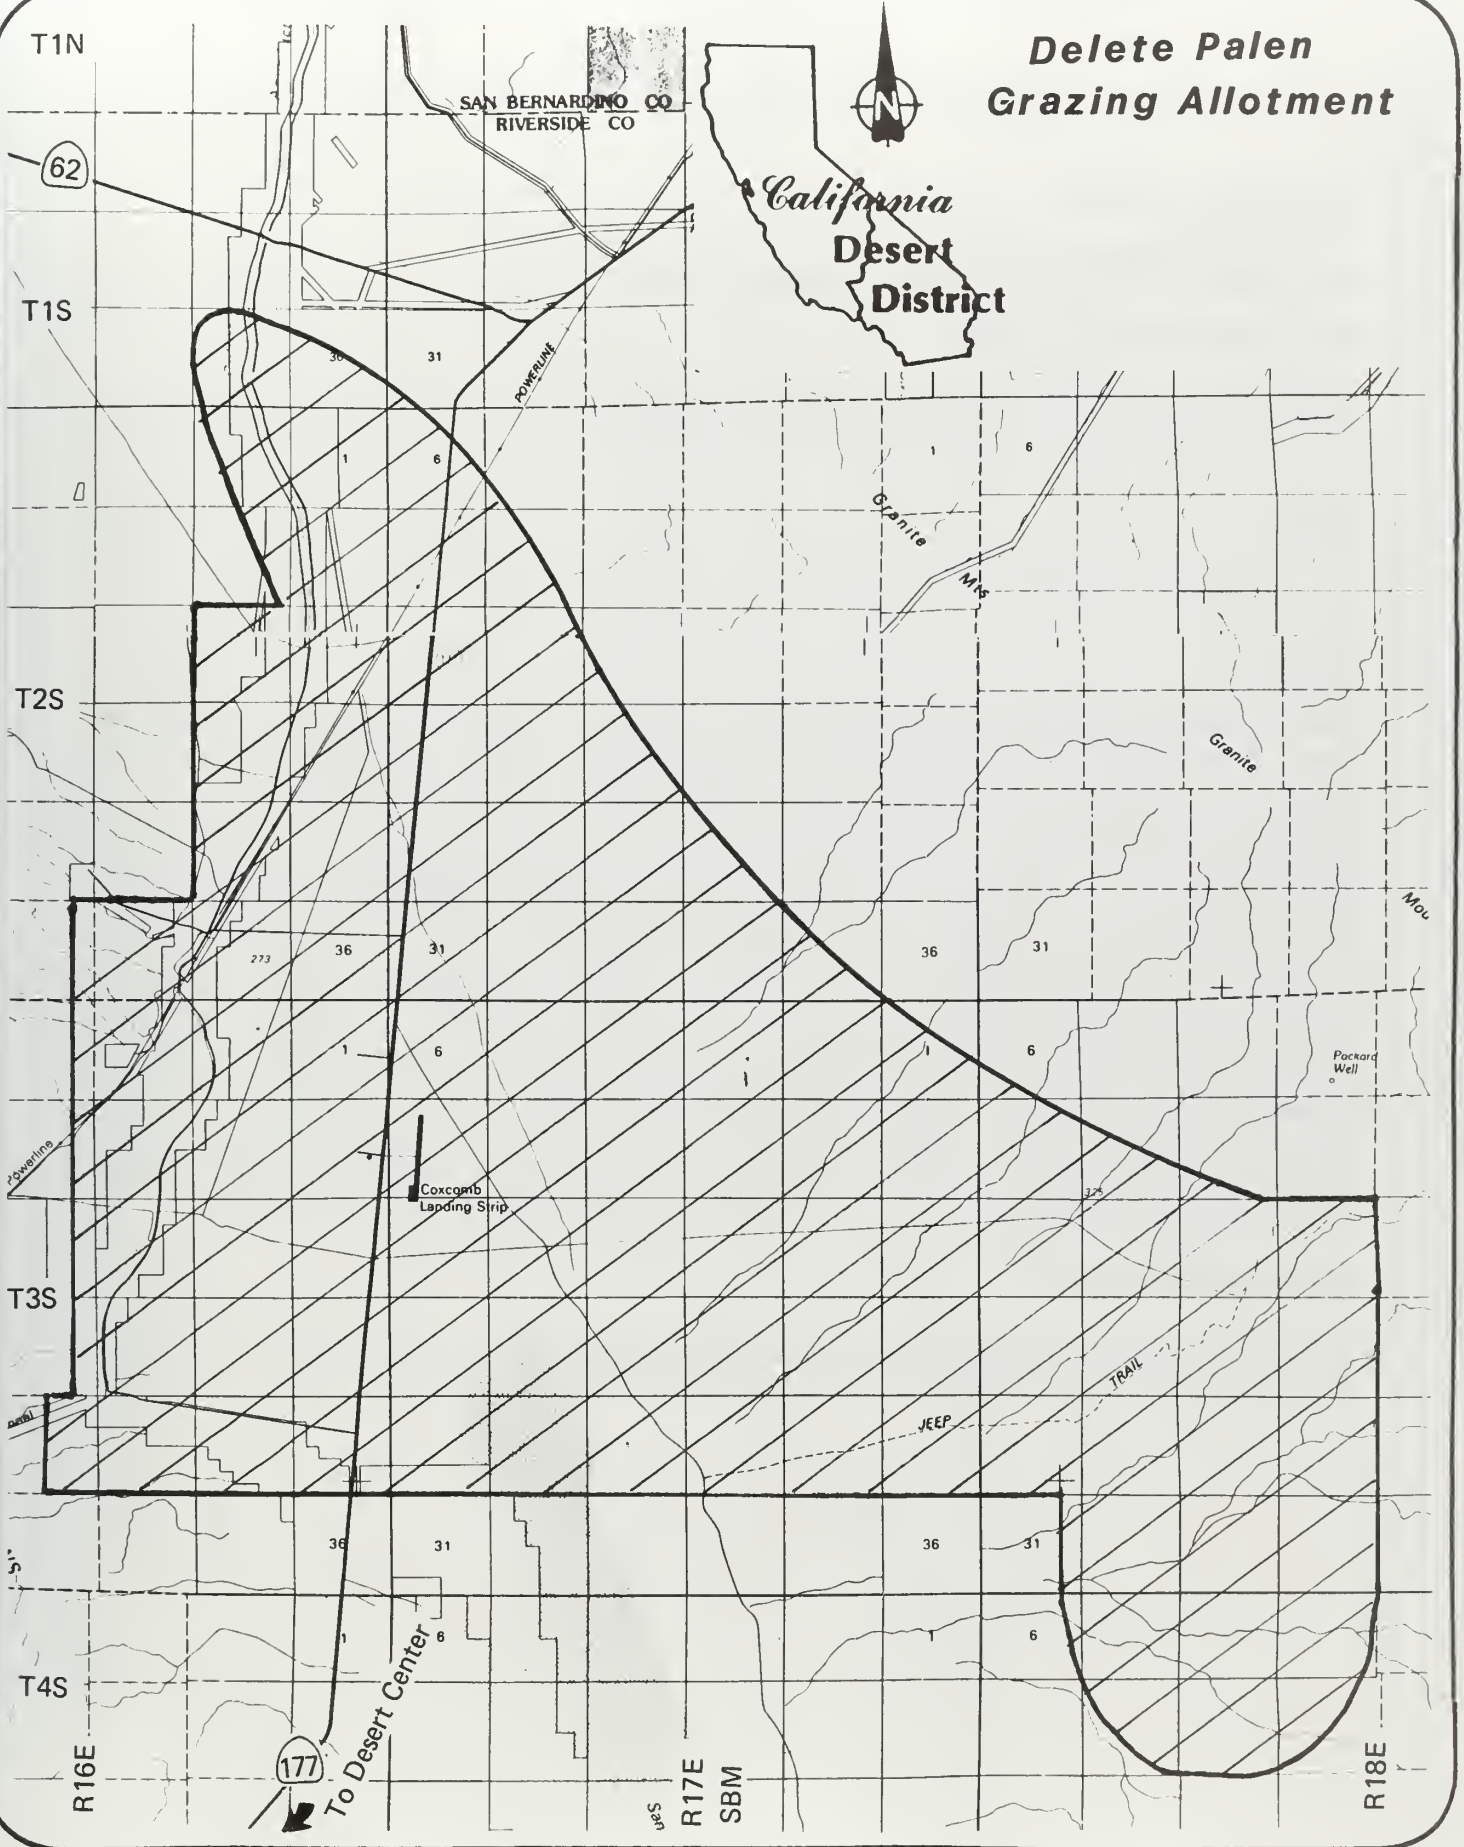 Delete Palen
Grazing Allotment
T1N
SAN BERNARDINO CO
RIVERSIDE CO
N
62
California
Desert
District
T1S
36
31
POWERLINE
1
6
1
6
Granite
Mts
T2S
Granite
273
36
31
36
31
1
6
1
6
Packard
Well
Powerline
Coxcomb
Landing Strip
325
T3S
TRAIL
JEEP
36
31
36
31
1
6
1
6
T4S
R16E
177
To Desert Center
R17E
SBM
R18E